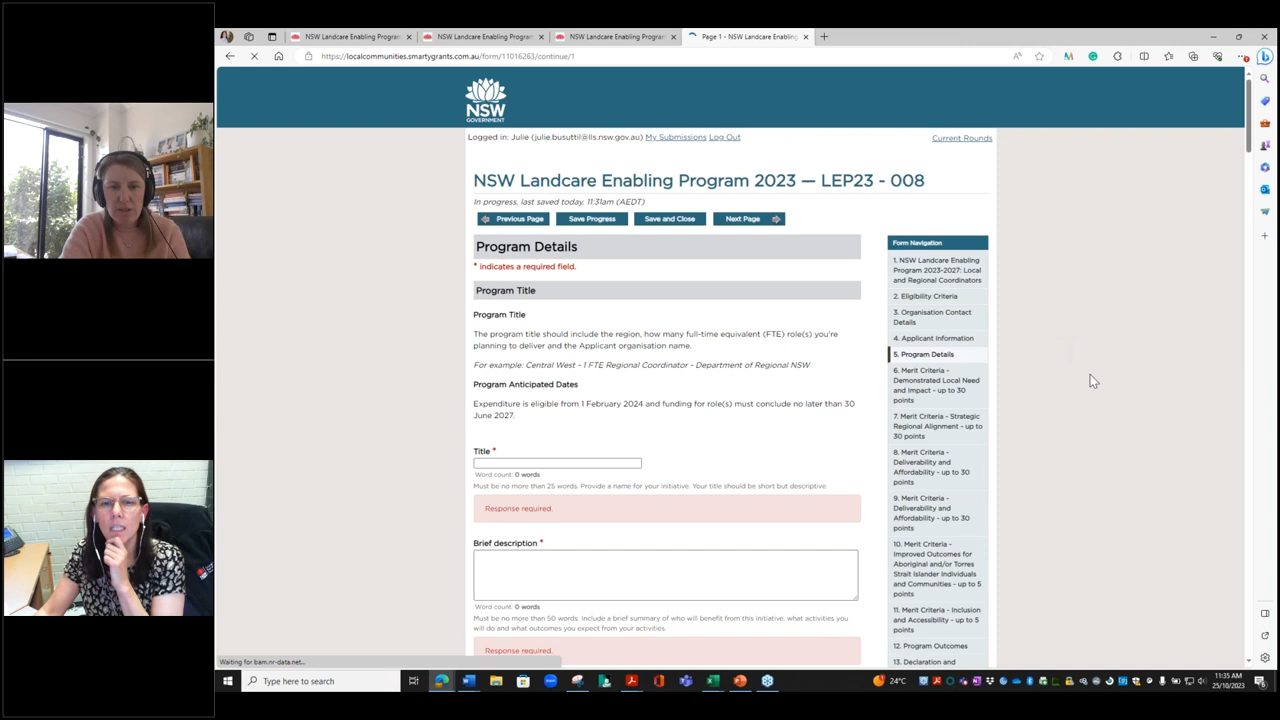 NSW Landcare Enabling Program
NSW Landcare Enabling Program
NSW Landcare Enabling Program
Page 1 - NSW Landcare Enabling
https://localcommunities.smartygrants.com.au/form/11016263/continue/1
NSW
GOVERNMENT
Logged in: Julie (julie.busuttil@lls.nsw.gov.au) My Submissions Log Out
Current Rounds
NSW Landcare Enabling Program 2023 — LEP23 - 008
In progress, last saved today, 11:31am (AEDT)
Previous Page
Save Progress
Save and Close
Next Page
Program Details
* indicates a required field.
Program Title
Program Title
The program title should include the region, how many full-time equivalent (FTE) role(s) you're
planning to deliver and the Applicant organisation name.
For example: Central West - 1 FTE Regional Coordinator - Department of Regional NSW
Program Anticipated Dates
Expenditure is eligible from 1 February 2024 and funding for role(s) must conclude no later than 30
June 2027.
Title *
Word count: 0 words
Must be no more than 25 words. Provide a name for your initiative. Your title should be short but descriptive.
Response required.
Brief description *
Word count: 0 words
Must be no more than 50 words. Include a brief summary of who will benefit from this initiative, what activities you
will do and what outcomes you expect from your activities.
Response required.
Form Navigation
1. NSW Landcare Enabling
Program 2023-2027: Local
and Regional Coordinators
2. Eligibility Criteria
3. Organisation Contact
Details
4. Applicant Information
5. Program Details
6. Merit Criteria -
Demonstrated Local Need
and Impact - up to 30
points
7. Merit Criteria - Strategic
Regional Alignment - up to
30 points
8. Merit Criteria -
Deliverability and
Affordability - up to 30
points
9. Merit Criteria -
Deliverability and
Affordability - up to 30
points
10. Merit Criteria -
Improved Outcomes for
Aboriginal and/or Torres
Strait Islander Individuals
and Communities - up to 5
points
11. Merit Criteria - Inclusion
and Accessibility - up to 5
points
12. Program Outcomes
13. Declaration and
Waiting for bam.nr-data.net...
Type here to search
24°C
11:35 AM
25/10/2023